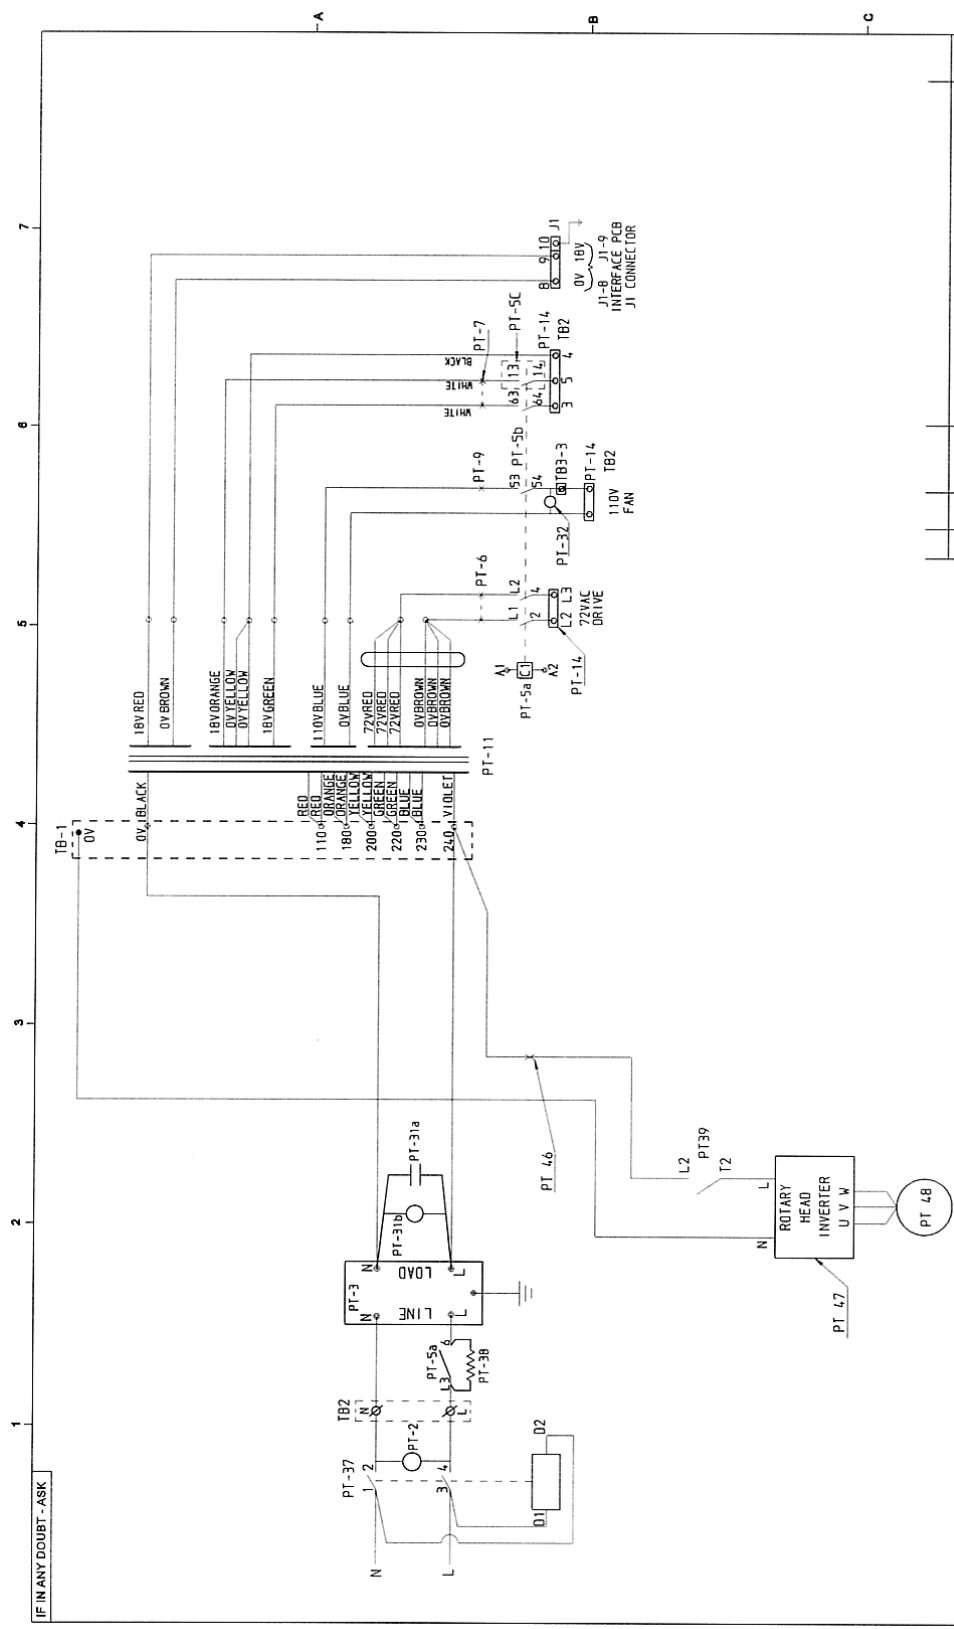 IF IN ANY DOUBT - ASK
1
2
3
4
5
6
7
A
B
C
N
L
PT-37
1
2
3
4
D1
D2
PT-2
TB2
N
L
PT-5a
L3
6
PT-38
PT-3
N
N
LINE
LOAD
L
L
PT-31b
PT-31a
TB-1
0V
0V
BLACK
RED
RED
110
ORANGE
ORANGE
180
YELLOW
YELLOW
200
GREEN
GREEN
220
BLUE
BLUE
230
240
VIOLET
PT-11
18V RED
0V BROWN
18V ORANGE
0V YELLOW
0V YELLOW
18V GREEN
110V BLUE
0V BLUE
72V RED
72V RED
72V RED
0V BROWN
0V BROWN
0V BROWN
A1
C1
A2
PT-5a
PT-6
L1
L2
2
4
L2
L3
72VAC
DRIVE
PT-14
PT-9
53
PT-5b
54
TB3-3
PT-32
PT-14
TB2
110V
FAN
WHITE
WHITE
BLACK
PT-7
63
13
PT-5C
64
14
PT-14
TB2
3
5
4
8
9
10
J1
0V
18V
J1-8
J1-9
INTERFACE PCB
J1 CONNECTOR
PT 46
L2
PT39
T2
N
L
ROTARY
HEAD
INVERTER
U V W
PT 47
PT 48